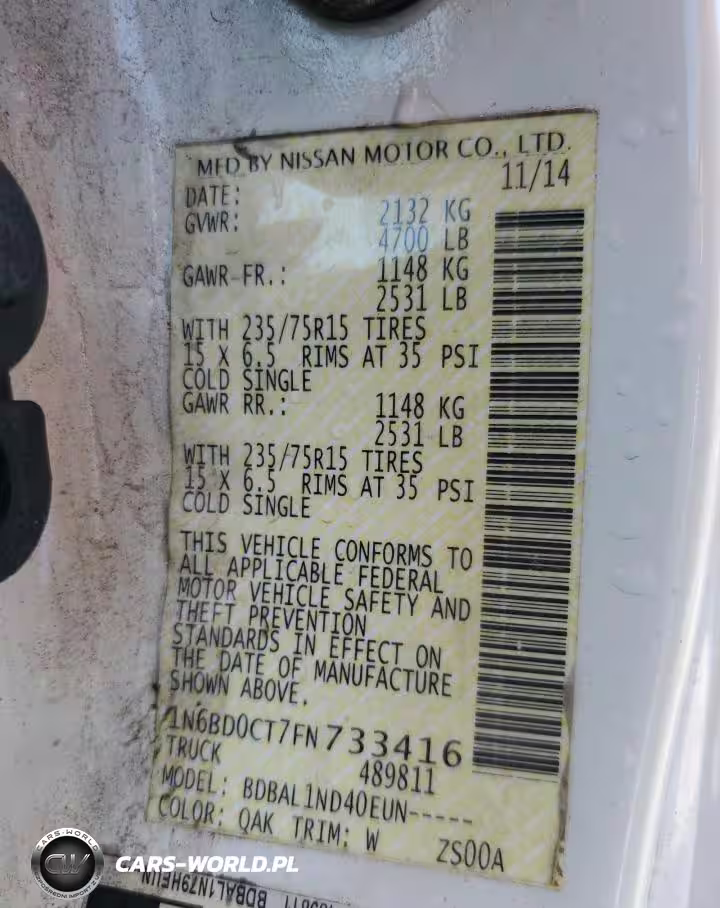 MFD BY NISSAN MOTOR CO., LTD.
DATE: 11/14
GVWR: 2132 KG
4700 LB
GAWR FR.: 1148 KG
2531 LB
WITH 235/75R15 TIRES
15 X 6.5 RIMS AT 35 PSI
COLD SINGLE
GAWR RR.: 1148 KG
2531 LB
WITH 235/75R15 TIRES
15 X 6.5 RIMS AT 35 PSI
COLD SINGLE
THIS VEHICLE CONFORMS TO
ALL APPLICABLE FEDERAL
MOTOR VEHICLE SAFETY AND
THEFT PREVENTION
STANDARDS IN EFFECT ON
THE DATE OF MANUFACTURE
SHOWN ABOVE.
1N6BD0CT7FN733416
TRUCK 489811
MODEL: BDBAL1ND40EUN-----
COLOR: QAK TRIM: W ZS00A
CARS-WORLD
CW
CARS-WORLD.PL
BDBAL1N79HEUN